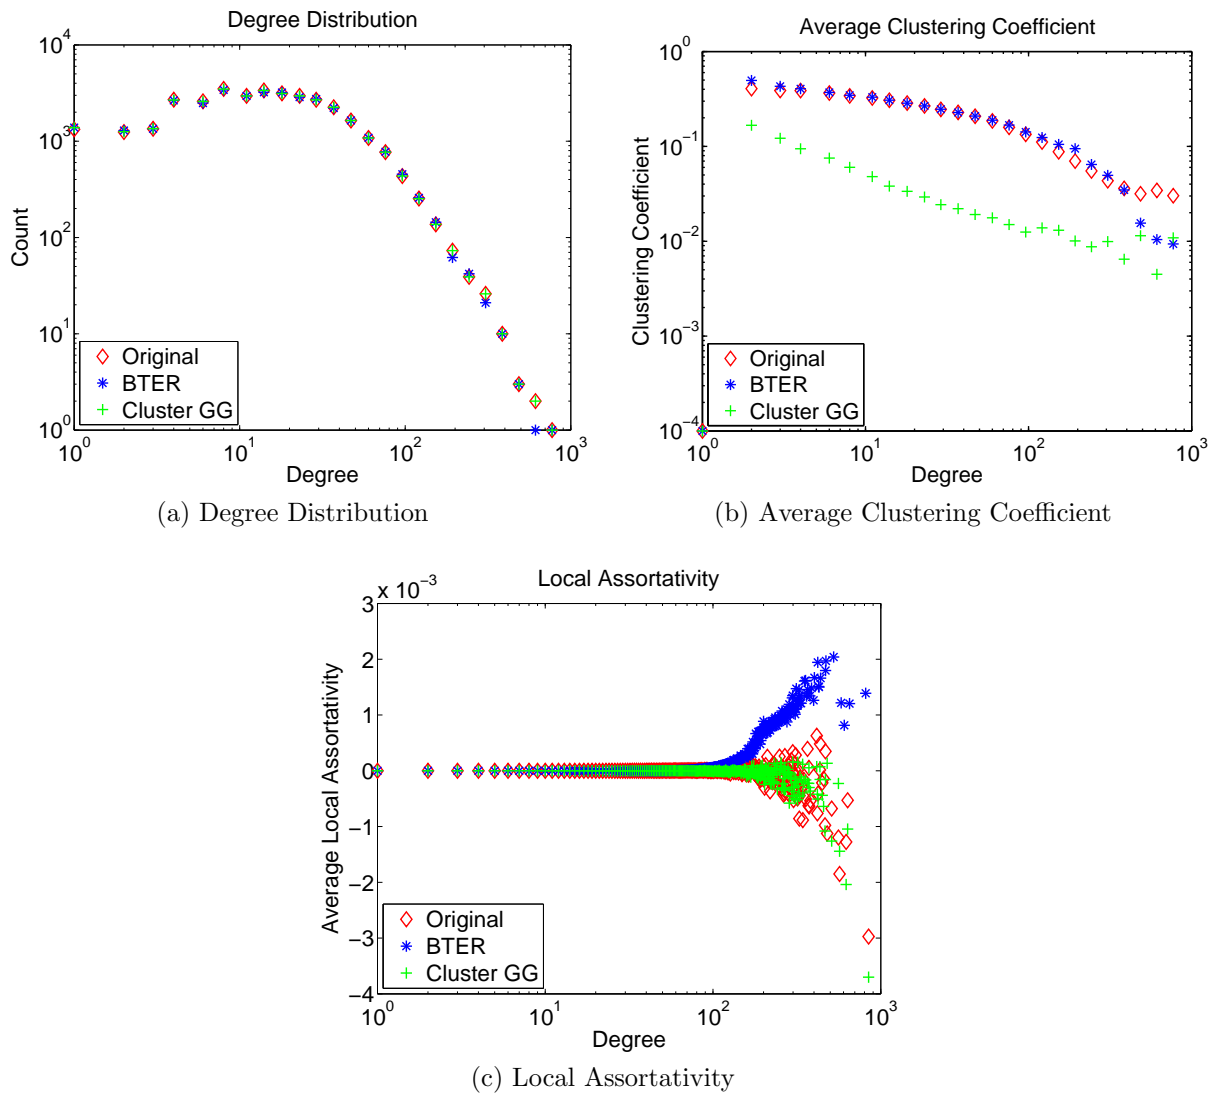 Degree Distribution
10^4
10^3
10^2
10^1
10^0
Count
Original
BTER
Cluster GG
10^0 10^1 10^2 10^3
Degree
(a) Degree Distribution
Average Clustering Coefficient
10^0
10^−1
10^−2
10^−3
10^−4
Clustering Coefficient
Original
BTER
Cluster GG
10^0 10^1 10^2 10^3
Degree
(b) Average Clustering Coefficient
Local Assortativity
x 10^−3
3
2
1
0
−1
−2
−3
−4
Average Local Assortativity
Original
BTER
Cluster GG
10^0 10^1 10^2 10^3
Degree
(c) Local Assortativity